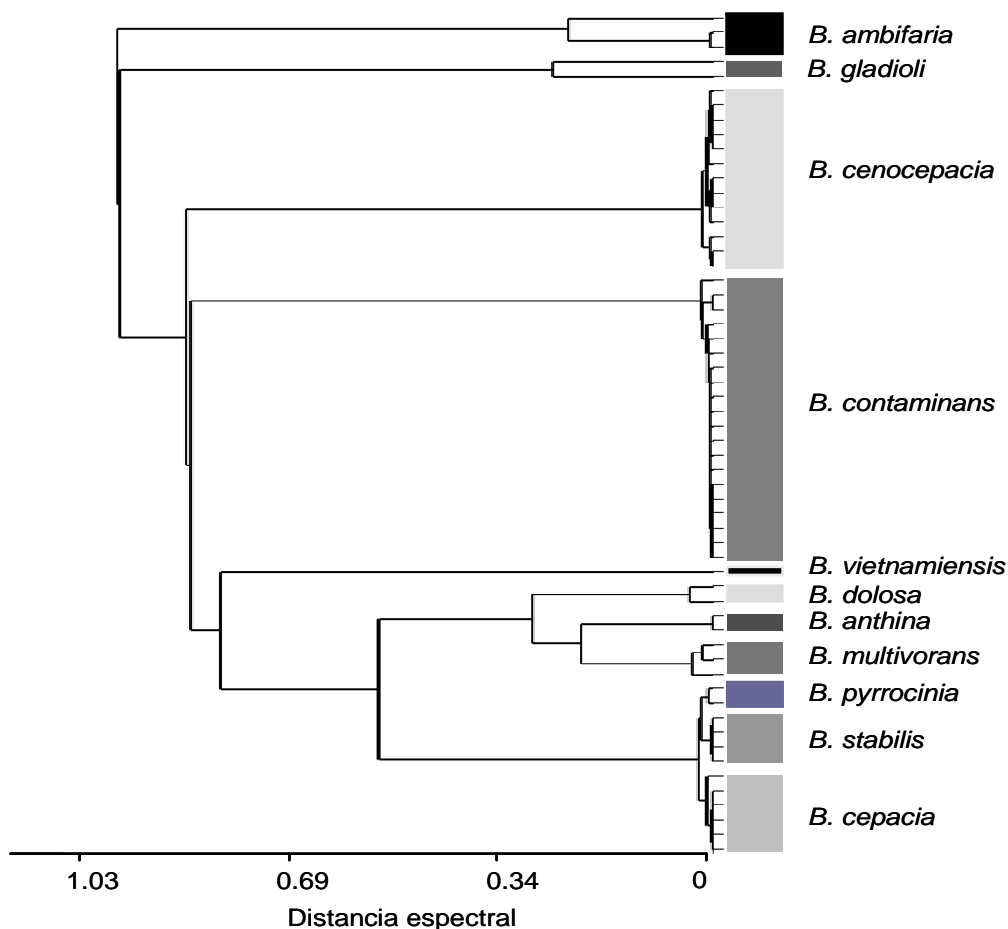 B. ambifaria
B. gladioli
B. cenocepacia
B. contaminans
B. vietnamiensis
B. dolosa
B. anthina
B. multivorans
B. pyrrocinia
B. stabilis
B. cepacia
1.03 0.69 0.34 0
Distancia espectral